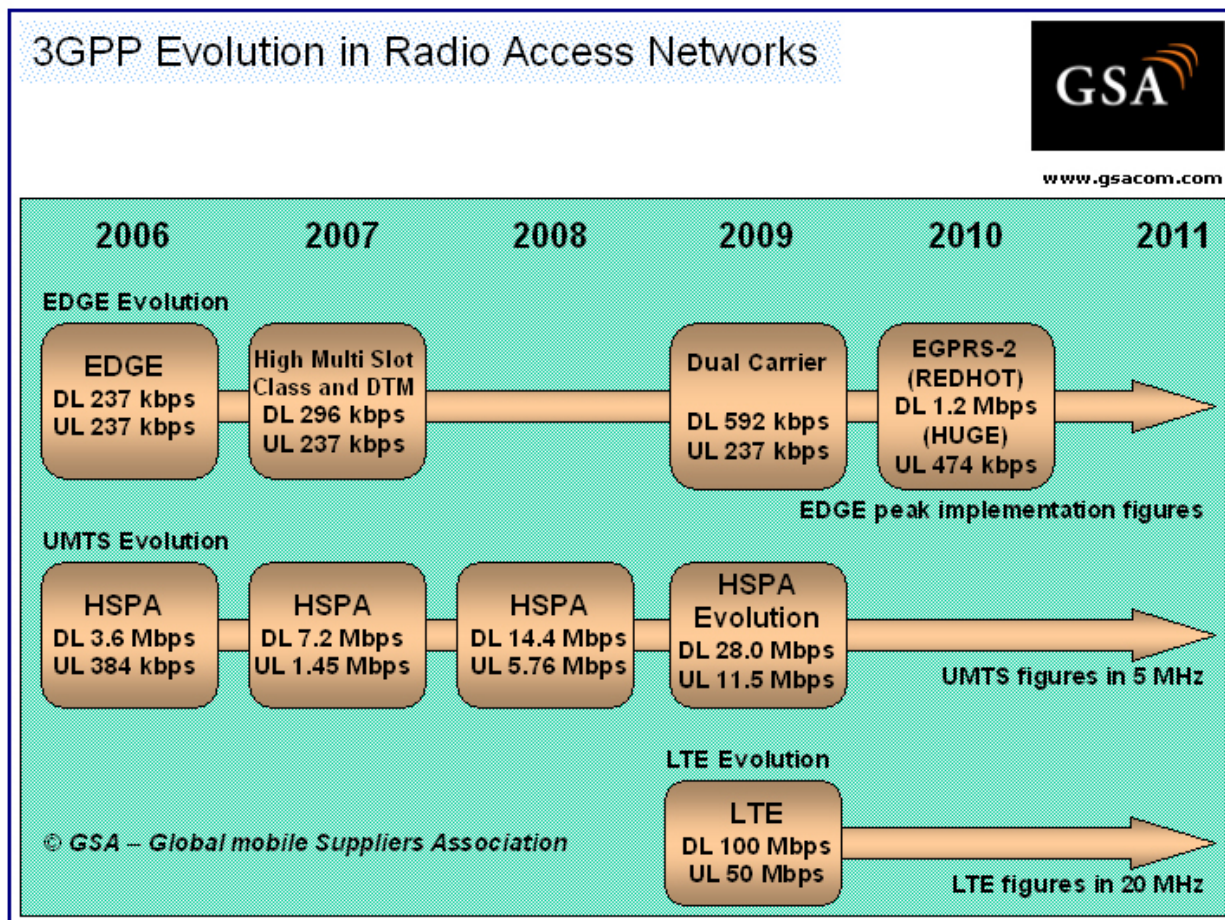 3GPP Evolution in Radio Access Networks
GSA
www.gsacom.com
2006 2007 2008 2009 2010 2011
EDGE Evolution
EDGE
DL 237 kbps
UL 237 kbps
High Multi Slot
Class and DTM
DL 296 kbps
UL 237 kbps
Dual Carrier
DL 592 kbps
UL 237 kbps
EGPRS-2
(REDHOT)
DL 1.2 Mbps
(HUGE)
UL 474 kbps
EDGE peak implementation figures
UMTS Evolution
HSPA
DL 3.6 Mbps
UL 384 kbps
HSPA
DL 7.2 Mbps
UL 1.45 Mbps
HSPA
DL 14.4 Mbps
UL 5.76 Mbps
HSPA
Evolution
DL 28.0 Mbps
UL 11.5 Mbps
UMTS figures in 5 MHz
LTE Evolution
LTE
DL 100 Mbps
UL 50 Mbps
LTE figures in 20 MHz
© GSA – Global mobile Suppliers Association